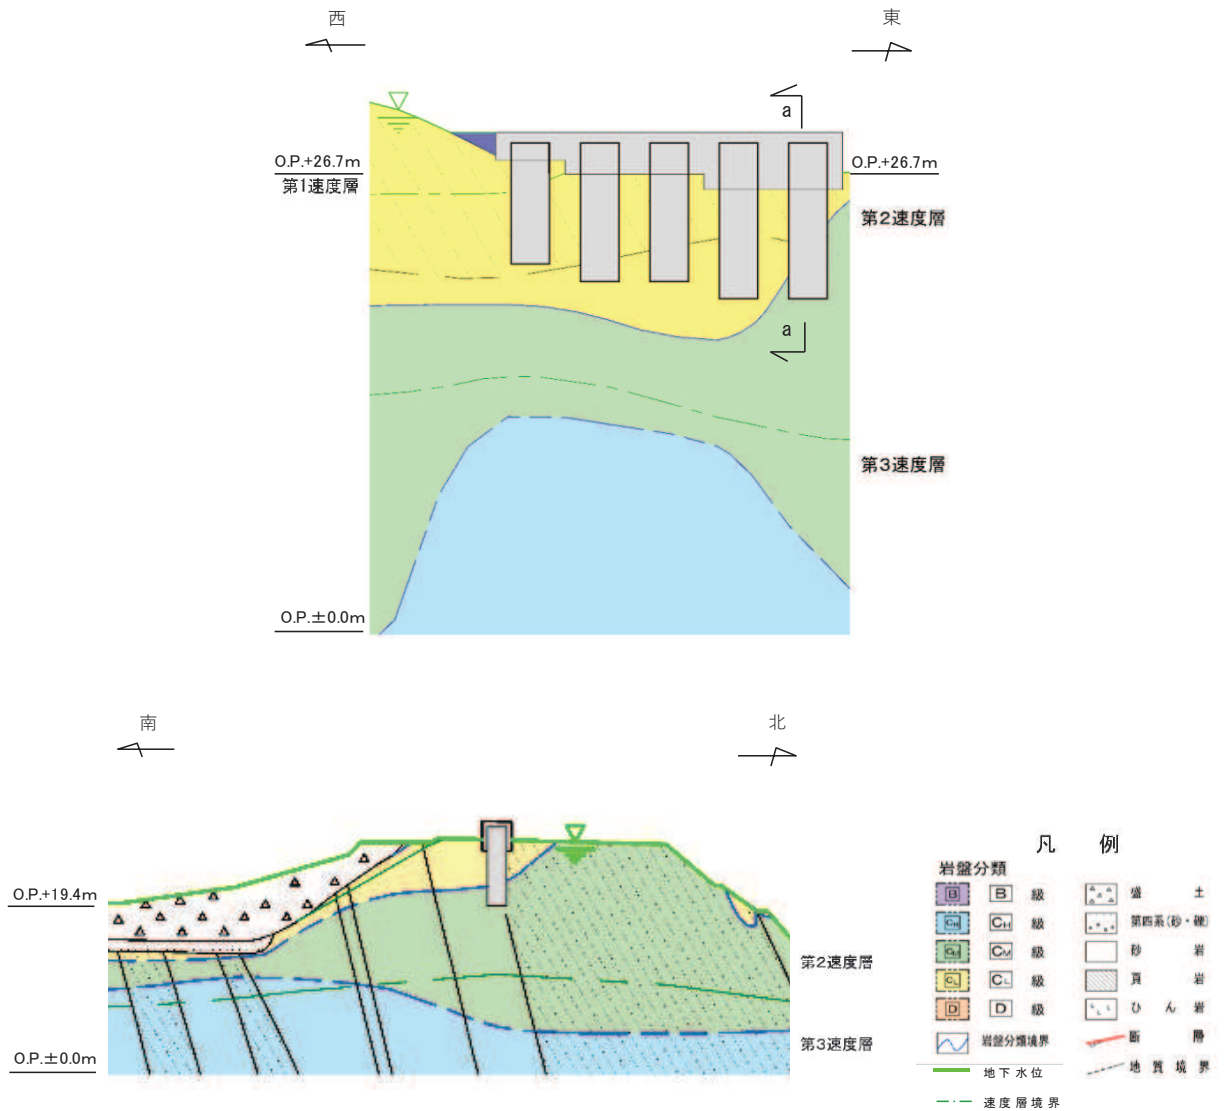 西
東
a
O.P.+26.7m
第1速度層
O.P.+26.7m
第2速度層
a
第3速度層
O.P.±0.0m
南
北
O.P.+19.4m
第2速度層
第3速度層
O.P.±0.0m
凡 例
岩盤分類
B B 級
CH CH 級
CM CM 級
CL CL 級
D D 級
岩盤分類境界
地下水位
速度層境界
盛 土
第四系(砂・礫)
砂 岩
頁 岩
ひ ん 岩
断 層
地 質 境 界